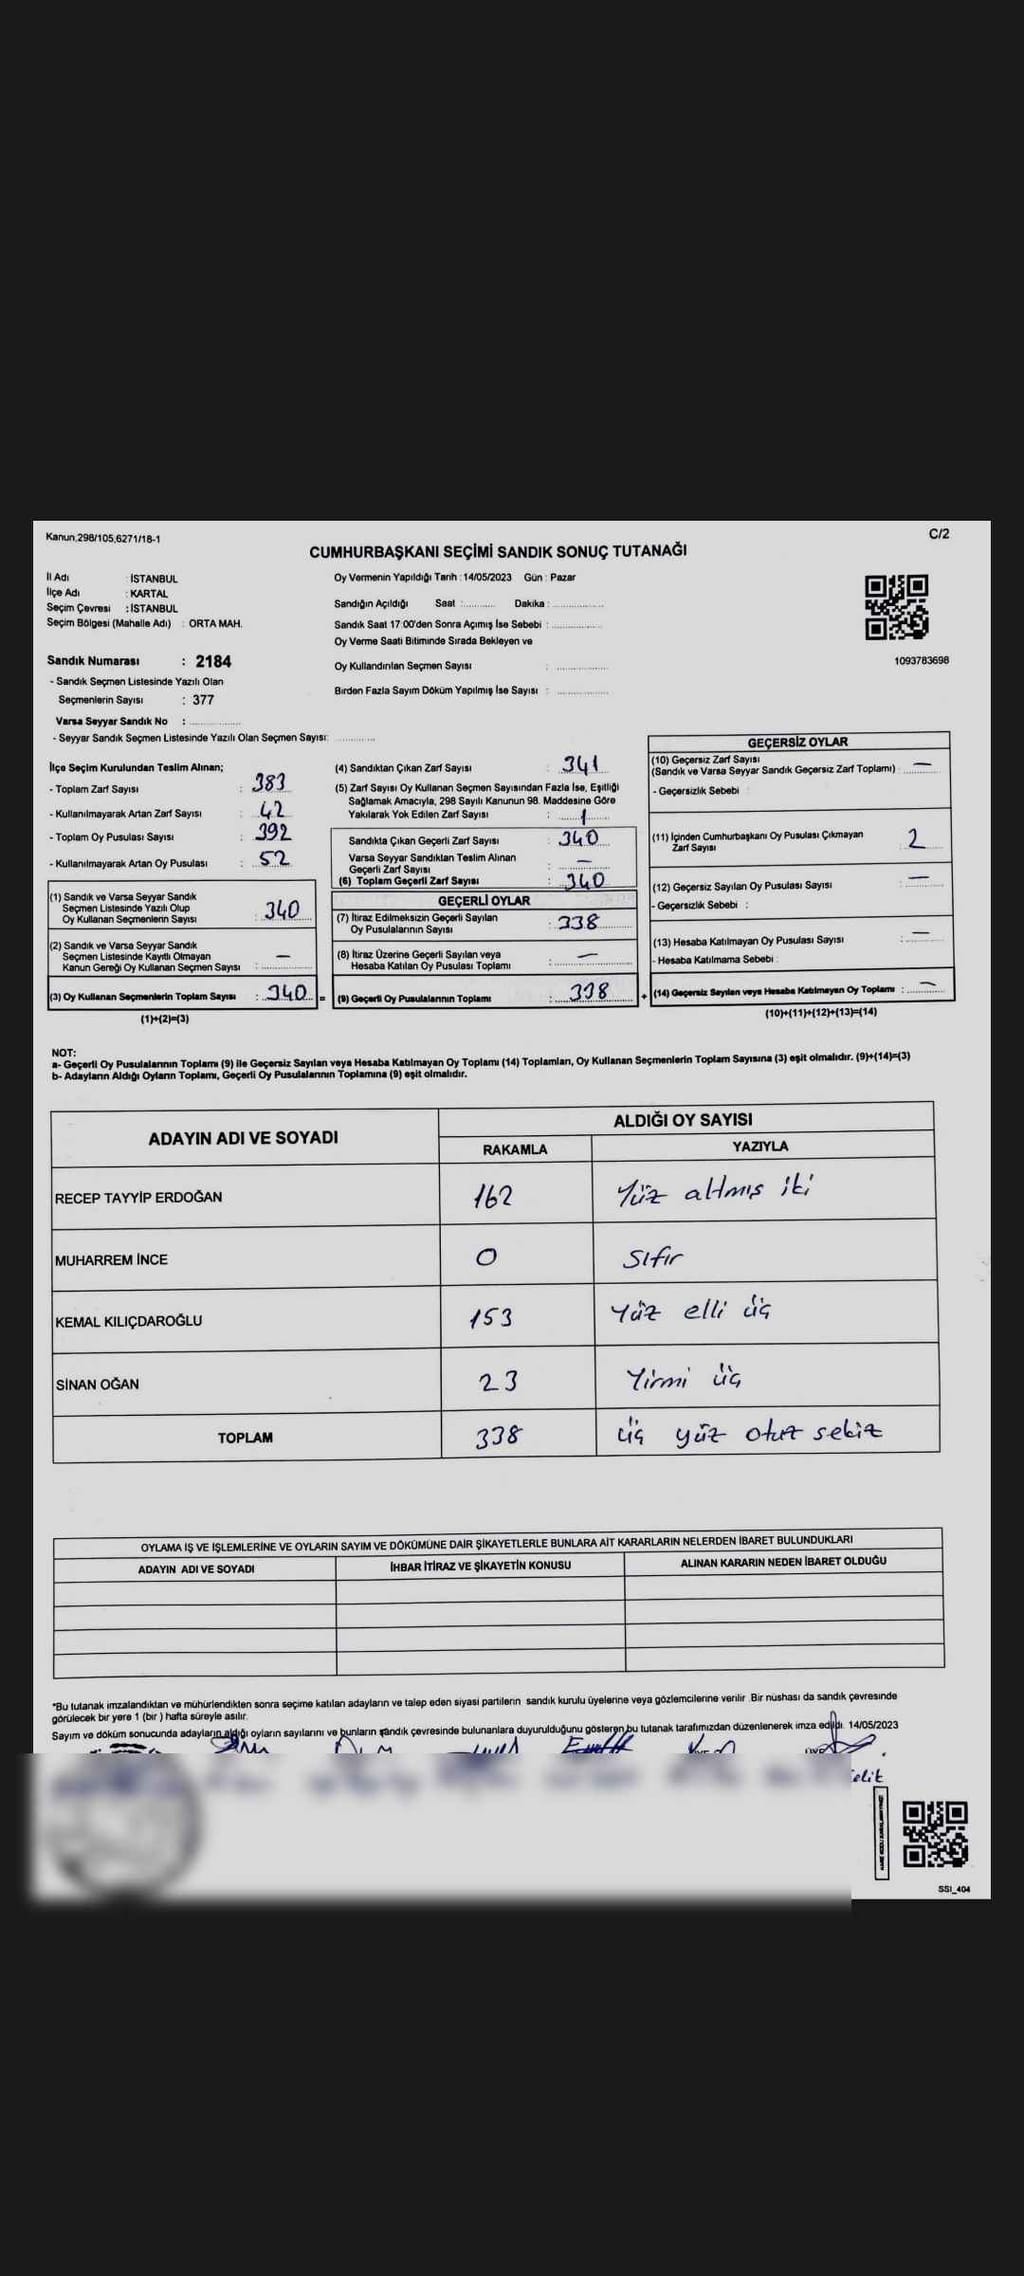 Kanun,298/105,6271/18-1
C/2
CUMHURBAŞKANI SEÇİMİ SANDIK SONUÇ TUTANAĞI
İl Adı : İSTANBUL
İlçe Adı : KARTAL
Seçim Çevresi : İSTANBUL
Seçim Bölgesi (Mahalle Adı) : ORTA MAH.
Oy Vermenin Yapıldığı Tarih : 14/05/2023 Gün : Pazar
Sandığın Açıldığı Saat : Dakika :
Sandık Saat 17:00'den Sonra Açımış İse Sebebi :
Oy Verme Saati Bitiminde Sırada Bekleyen ve
Oy Kullandırılan Seçmen Sayısı :
Birden Fazla Sayım Döküm Yapılmış İse Sayısı :
1093783698
Sandık Numarası : 2184
- Sandık Seçmen Listesinde Yazılı Olan
Seçmenlerin Sayısı : 377
Varsa Seyyar Sandık No :
- Seyyar Sandık Seçmen Listesinde Yazılı Olan Seçmen Sayısı:
İlçe Seçim Kurulundan Teslim Alınan;
- Toplam Zarf Sayısı : 383
- Kullanılmayarak Artan Zarf Sayısı : 42
- Toplam Oy Pusulası Sayısı : 392
- Kullanılmayarak Artan Oy Pusulası : 52
(1) Sandık ve Varsa Seyyar Sandık
Seçmen Listesinde Yazılı Olup
Oy Kullanan Seçmenlerin Sayısı : 340
(2) Sandık ve Varsa Seyyar Sandık
Seçmen Listesinde Kayıtlı Olmayan
Kanun Gereği Oy Kullanan Seçmen Sayısı : —
(3) Oy Kullanan Seçmenlerin Toplam Sayısı : 340 =
(1)+(2)=(3)
(4) Sandıktan Çıkan Zarf Sayısı : 341
(5) Zarf Sayısı Oy Kullanan Seçmen Sayısından Fazla İse, Eşitliği
Sağlamak Amacıyla, 298 Sayılı Kanunun 98. Maddesine Göre
Yakılarak Yok Edilen Zarf Sayısı : 1
Sandıkta Çıkan Geçerli Zarf Sayısı : 340
Varsa Seyyar Sandıktan Teslim Alınan
Geçerli Zarf Sayısı : —
(6) Toplam Geçerli Zarf Sayısı : 340
GEÇERLİ OYLAR
(7) İtiraz Edilmeksizin Geçerli Sayılan
Oy Pusulalarının Sayısı : 338
(8) İtiraz Üzerine Geçerli Sayılan veya
Hesaba Katılan Oy Pusulası Toplamı : —
(9) Geçerli Oy Pusulalarının Toplamı : 338 +
GEÇERSİZ OYLAR
(10) Geçersiz Zarf Sayısı
(Sandık ve Varsa Seyyar Sandık Geçersiz Zarf Toplamı) : —
- Geçersizlik Sebebi :
(11) İçinden Cumhurbaşkanı Oy Pusulası Çıkmayan
Zarf Sayısı : 2
(12) Geçersiz Sayılan Oy Pusulası Sayısı : —
- Geçersizlik Sebebi :
(13) Hesaba Katılmayan Oy Pusulası Sayısı : —
- Hesaba Katılmama Sebebi :
(14) Geçersiz Sayılan veya Hesaba Katılmayan Oy Toplamı : —
(10)+(11)+(12)+(13)=(14)
NOT:
a- Geçerli Oy Pusulalarının Toplamı (9) ile Geçersiz Sayılan veya Hesaba Katılmayan Oy Toplamı (14) Toplamları, Oy Kullanan Seçmenlerin Toplam Sayısına (3) eşit olmalıdır. (9)+(14)=(3)
b- Adayların Aldığı Oyların Toplamı, Geçerli Oy Pusulalarının Toplamına (9) eşit olmalıdır.
ADAYIN ADI VE SOYADI
ALDIĞI OY SAYISI
RAKAMLA YAZIYLA
RECEP TAYYİP ERDOĞAN 162 Yüz altmış iki
MUHARREM İNCE 0 Sıfır
KEMAL KILIÇDAROĞLU 153 Yüz elli üç
SİNAN OĞAN 23 Yirmi üç
TOPLAM 338 üç yüz otuz sekiz
OYLAMA İŞ VE İŞLEMLERİNE VE OYLARIN SAYIM VE DÖKÜMÜNE DAİR ŞİKAYETLERLE BUNLARA AİT KARARLARIN NELERDEN İBARET BULUNDUKLARI
ADAYIN ADI VE SOYADI İHBAR İTİRAZ VE ŞİKAYETİN KONUSU ALINAN KARARIN NEDEN İBARET OLDUĞU
*Bu tutanak imzalandıktan ve mühürlendikten sonra seçime katılan adayların ve talep eden siyasi partilerin sandık kurulu üyelerine veya gözlemcilerine verilir. Bir nüshası da sandık çevresinde
görülecek bir yere 1 (bir) hafta süreyle asılır.
Sayım ve döküm sonucunda adayların aldığı oyların sayılarını ve bunların sandık çevresinde bulunanlara duyurulduğunu gösteren bu tutanak tarafımızdan düzenlenerek imza edildi. 14/05/2023
SSI_404